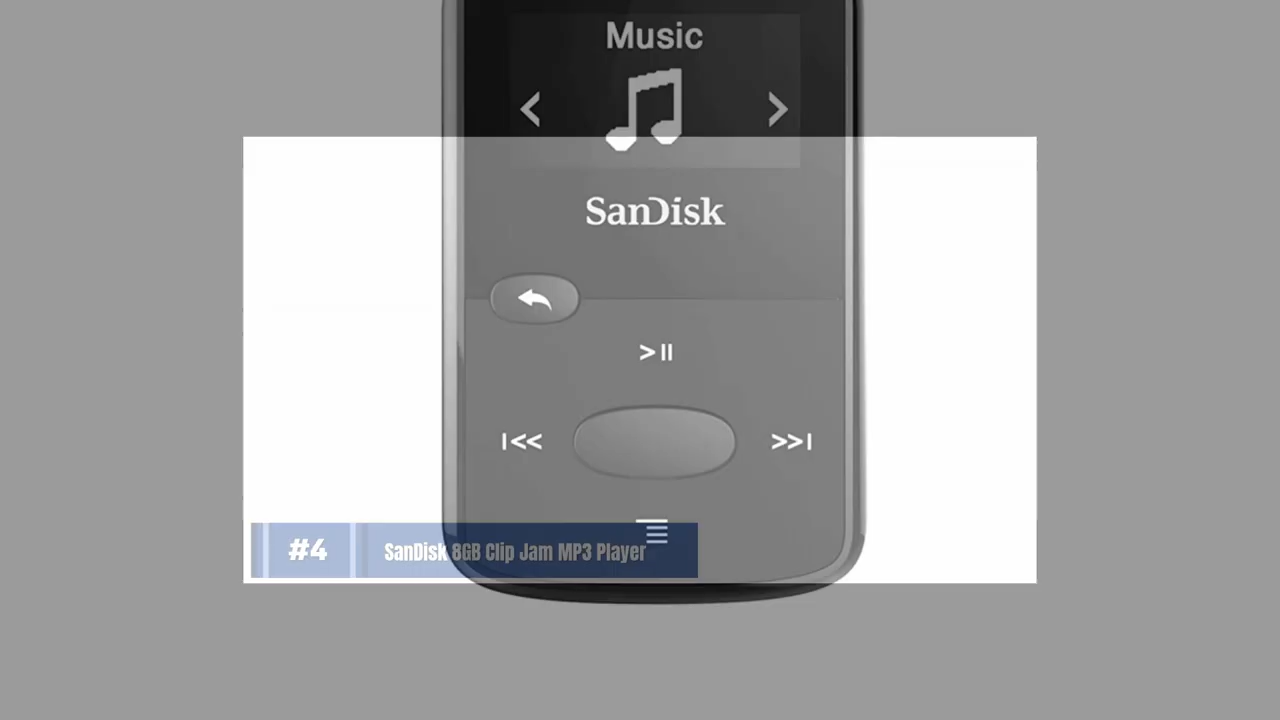 Music
SanDisk
>II
I<< >>I
#4 SanDisk 8GB Clip Jam MP3 Player